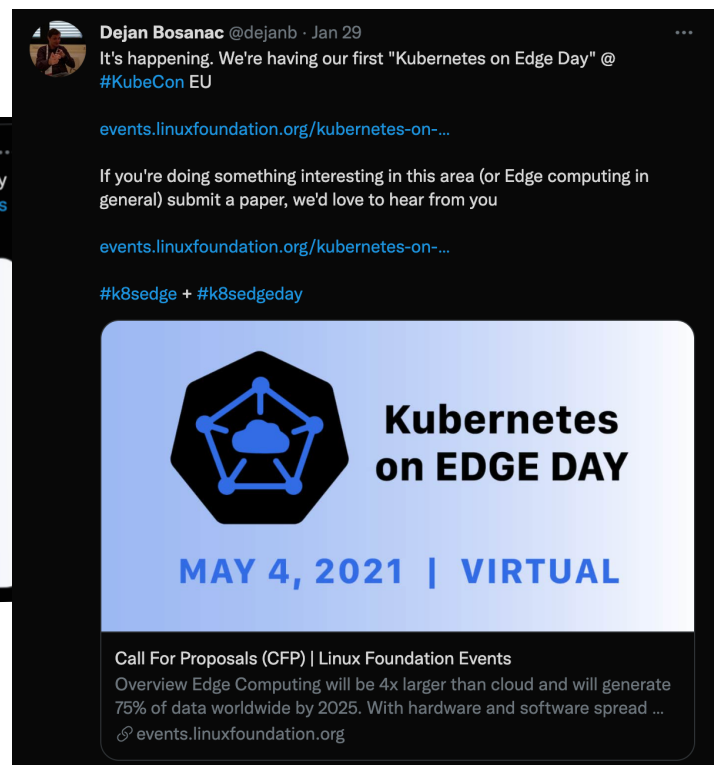 Dejan Bosanac @dejanb · Jan 29
It's happening. We're having our first "Kubernetes on Edge Day" @
#KubeCon EU
events.linuxfoundation.org/kubernetes-on-...
If you're doing something interesting in this area (or Edge computing in
general) submit a paper, we'd love to hear from you
events.linuxfoundation.org/kubernetes-on-...
#k8sedge + #k8sedgeday
Kubernetes
on EDGE DAY
MAY 4, 2021 | VIRTUAL
Call For Proposals (CFP) | Linux Foundation Events
Overview Edge Computing will be 4x larger than cloud and will generate
75% of data worldwide by 2025. With hardware and software spread ...
events.linuxfoundation.org